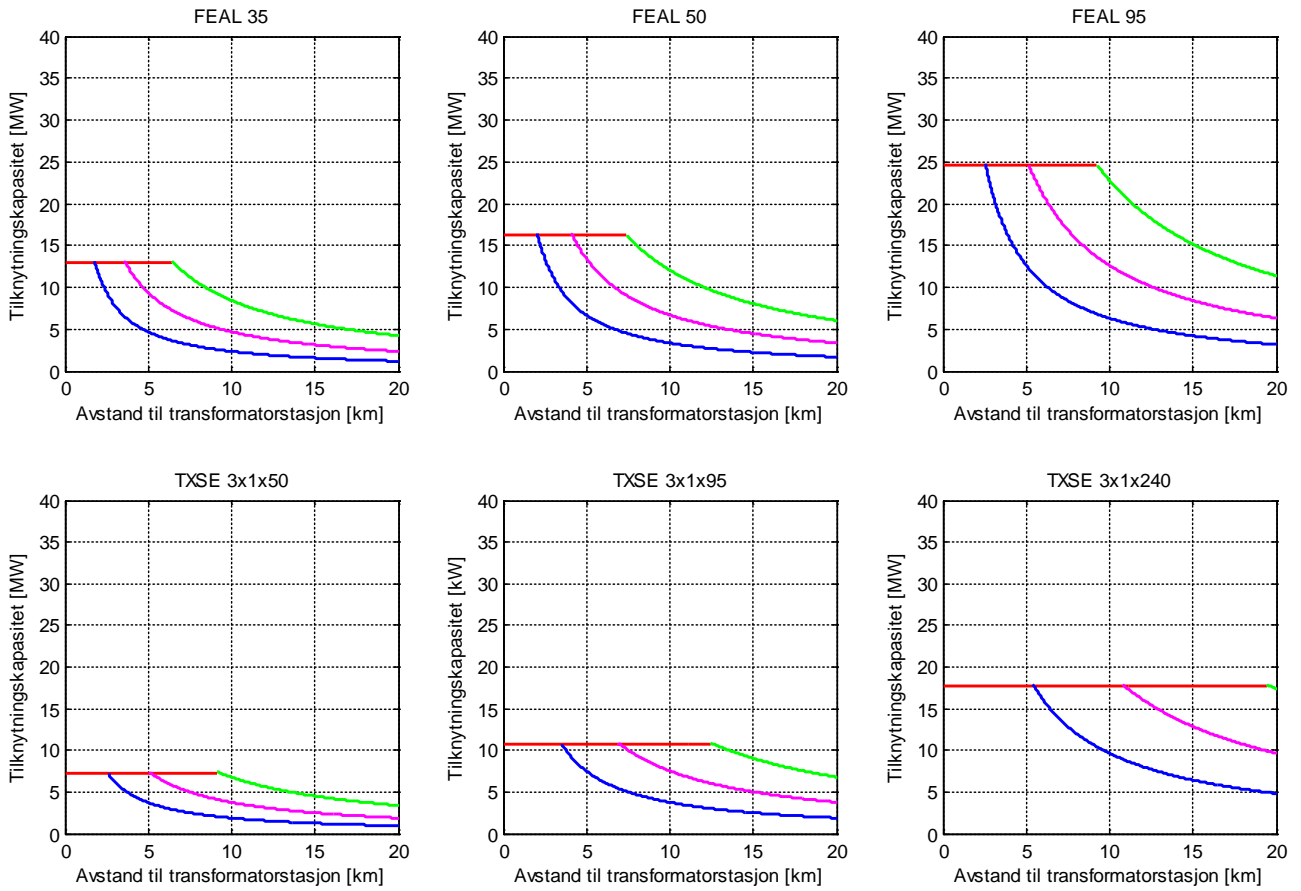 FEAL 35
40
35
30
25
20
15
10
5
0
Tilknytningskapasitet [MW]
0 5 10 15 20
Avstand til transformatorstasjon [km]
FEAL 50
40
35
30
25
20
15
10
5
0
Tilknytningskapasitet [MW]
0 5 10 15 20
Avstand til transformatorstasjon [km]
FEAL 95
40
35
30
25
20
15
10
5
0
Tilknytningskapasitet [MW]
0 5 10 15 20
Avstand til transformatorstasjon [km]
TXSE 3x1x50
40
35
30
25
20
15
10
5
0
Tilknytningskapasitet [MW]
0 5 10 15 20
Avstand til transformatorstasjon [km]
TXSE 3x1x95
40
35
30
25
20
15
10
5
0
Tilknytningskapasitet [kW]
0 5 10 15 20
Avstand til transformatorstasjon [km]
TXSE 3x1x240
40
35
30
25
20
15
10
5
0
Tilknytningskapasitet [MW]
0 5 10 15 20
Avstand til transformatorstasjon [km]